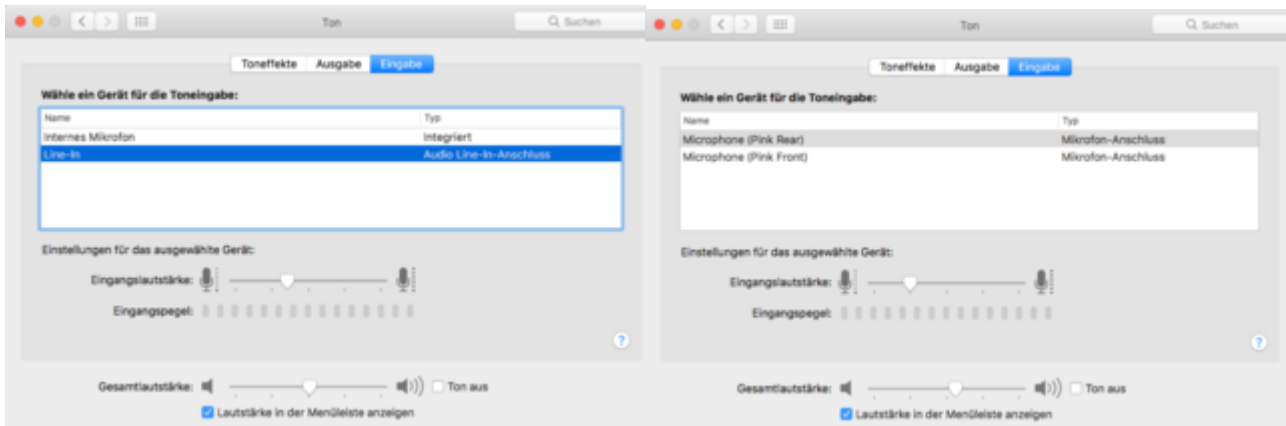 Ton
Suchen
Toneffekte Ausgabe Eingabe
Wähle ein Gerät für die Toneingabe:
Name Typ
Internes Mikrofon Integriert
Line-In Audio Line-In-Anschluss
Einstellungen für das ausgewählte Gerät:
Eingangslautstärke:
Eingangspegel:
?
Gesamtlautstärke: Ton aus
Lautstärke in der Menüleiste anzeigen
Ton
Suchen
Toneffekte Ausgabe Eingabe
Wähle ein Gerät für die Toneingabe:
Name Typ
Microphone (Pink Rear) Mikrofon-Anschluss
Microphone (Pink Front) Mikrofon-Anschluss
Einstellungen für das ausgewählte Gerät:
Eingangslautstärke:
Eingangspegel:
?
Gesamtlautstärke: Ton aus
Lautstärke in der Menüleiste anzeigen